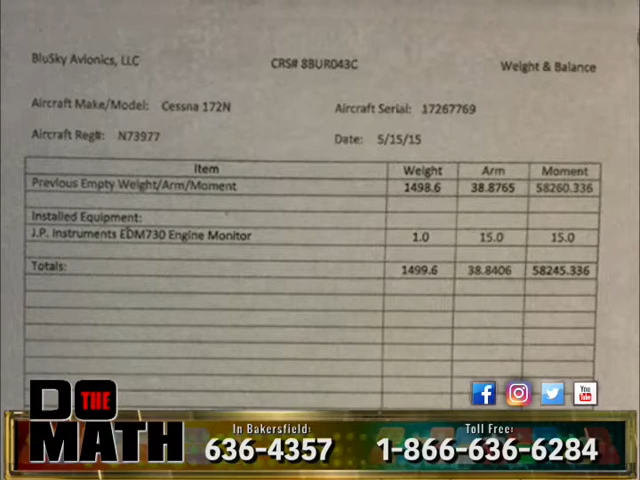 BluSky Avionics, LLC CRS# 8BUR043C Weight & Balance
Aircraft Make/Model: Cessna 172N Aircraft Serial: 17267769
Aircraft Reg#: N73977 Date: 5/15/15
Item Weight Arm Moment
Previous Empty Weight/Arm/Moment 1498.6 38.8765 58260.336
Installed Equipment:
J.P. Instruments EDM730 Engine Monitor 1.0 15.0 15.0
Totals: 1499.6 38.8406 58245.336
DO THE MATH
In Bakersfield: Toll Free:
636-4357 1-866-636-6284
You Tube